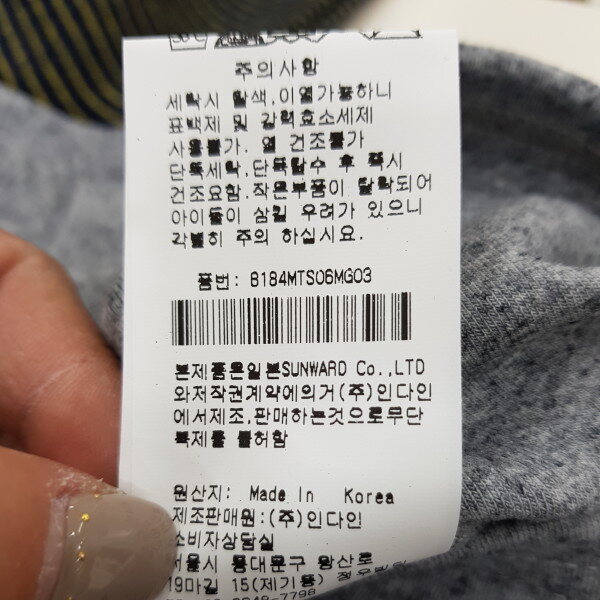 주의사항
세탁시 탈색,이염가능하니
표백제 및 강력효소세제
사용불가. 열 건조불가
단독세탁,단독탈수 후 즉시
건조요함.작은부품이 탈락되어
아이들이 삼킬 우려가 있으니
각별히 주의 하십시요.
품번: B184MTS06MG03
본제품은일본SUNWARD Co.,LTD
와저작권계약에의거(주)인다인
에서제조,판매하는것으로무단
복제를 불허함
원산지: Made In Korea
제조판매원:(주)인다인
소비자상담실
서울시 동대문구 왕산로
19마길 15(제기동)